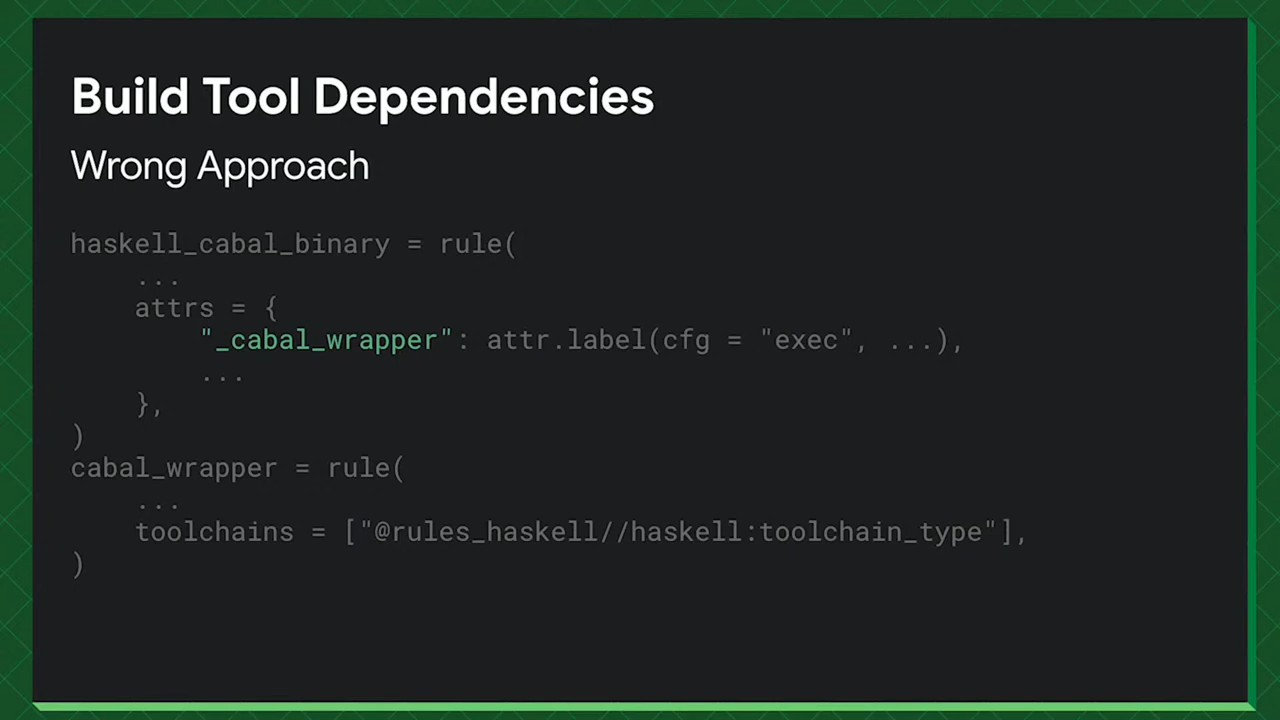 Build Tool Dependencies
Wrong Approach
haskell_cabal_binary = rule(
    ...
    attrs = {
        "_cabal_wrapper": attr.label(cfg = "exec", ...),
        ...
    },
)
cabal_wrapper = rule(
    ...
    toolchains = ["@rules_haskell//haskell:toolchain_type"],
)